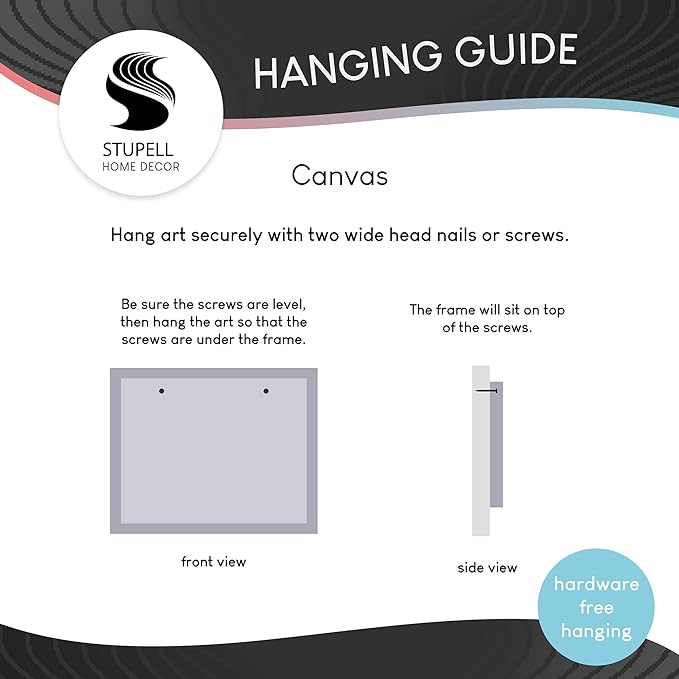 HANGING GUIDE
STUPELL
HOME DECOR
Canvas
Hang art securely with two wide head nails or screws.
Be sure the screws are level,
then hang the art so that the
screws are under the frame.
The frame will sit on top
of the screws.
front view
side view
hardware
free
hanging